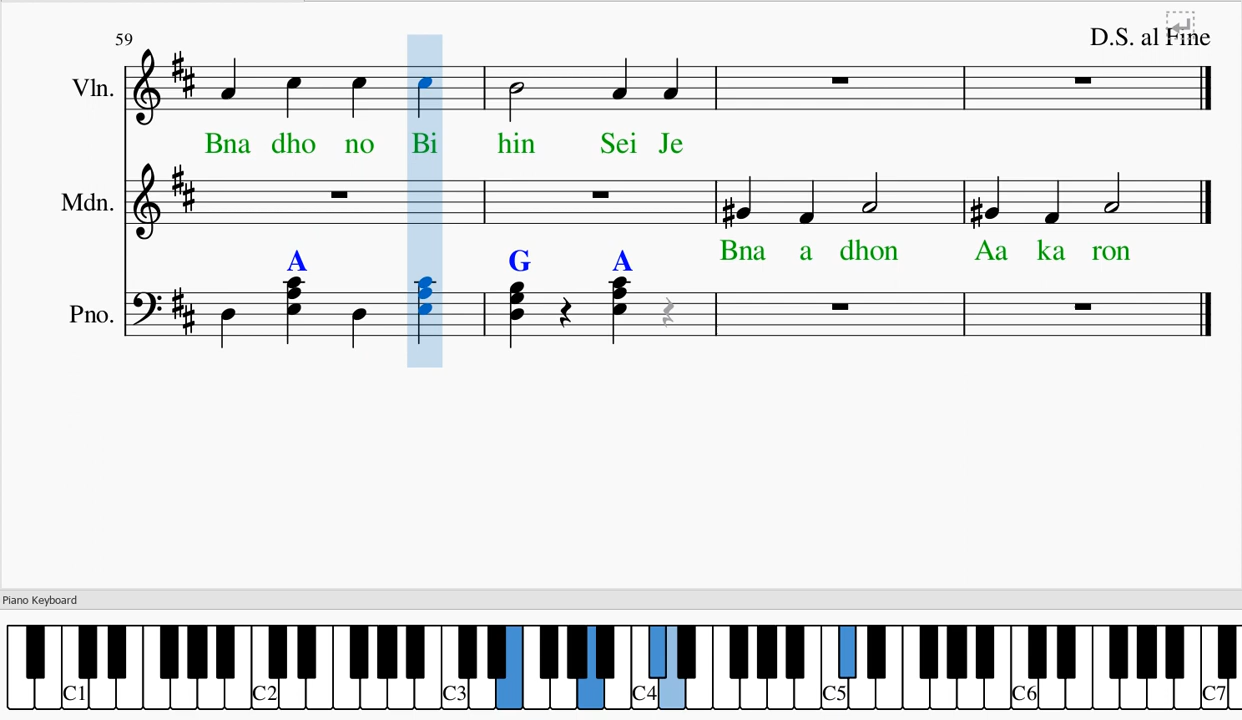 59
D.S. al Fine
Vln.
Bna dho no Bi hin Sei Je
Mdn.
Bna a dhon Aa ka ron
A G A
Pno.
Piano Keyboard
C1 C2 C3 C4 C5 C6 C7